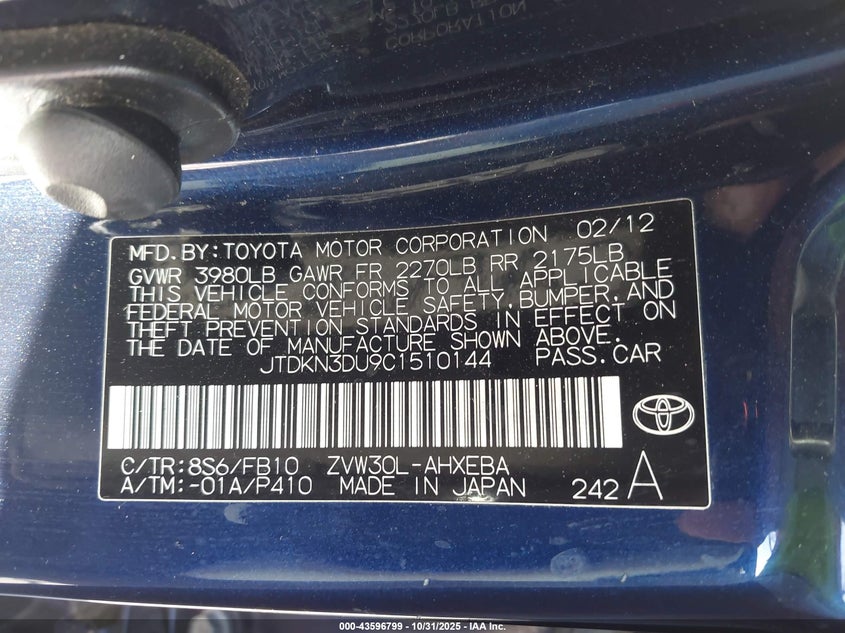 MFD.BY:TOYOTA MOTOR CORPORATION 02/12
GVWR 3980LB GAWR FR 2270LB RR 2175LB
THIS VEHICLE CONFORMS TO ALL APPLICABLE
FEDERAL MOTOR VEHICLE SAFETY,BUMPER,AND
THEFT PREVENTION STANDARDS IN EFFECT ON
THE DATE OF MANUFACTURE SHOWN ABOVE.
JTDKN3DU9C1510144 PASS.CAR
C/TR:8S6/FB10 ZVW30L-AHXEBA
A/TM:-01A/P410 MADE IN JAPAN 242 A
000-43596799 - 10/31/2025 - IAA Inc.